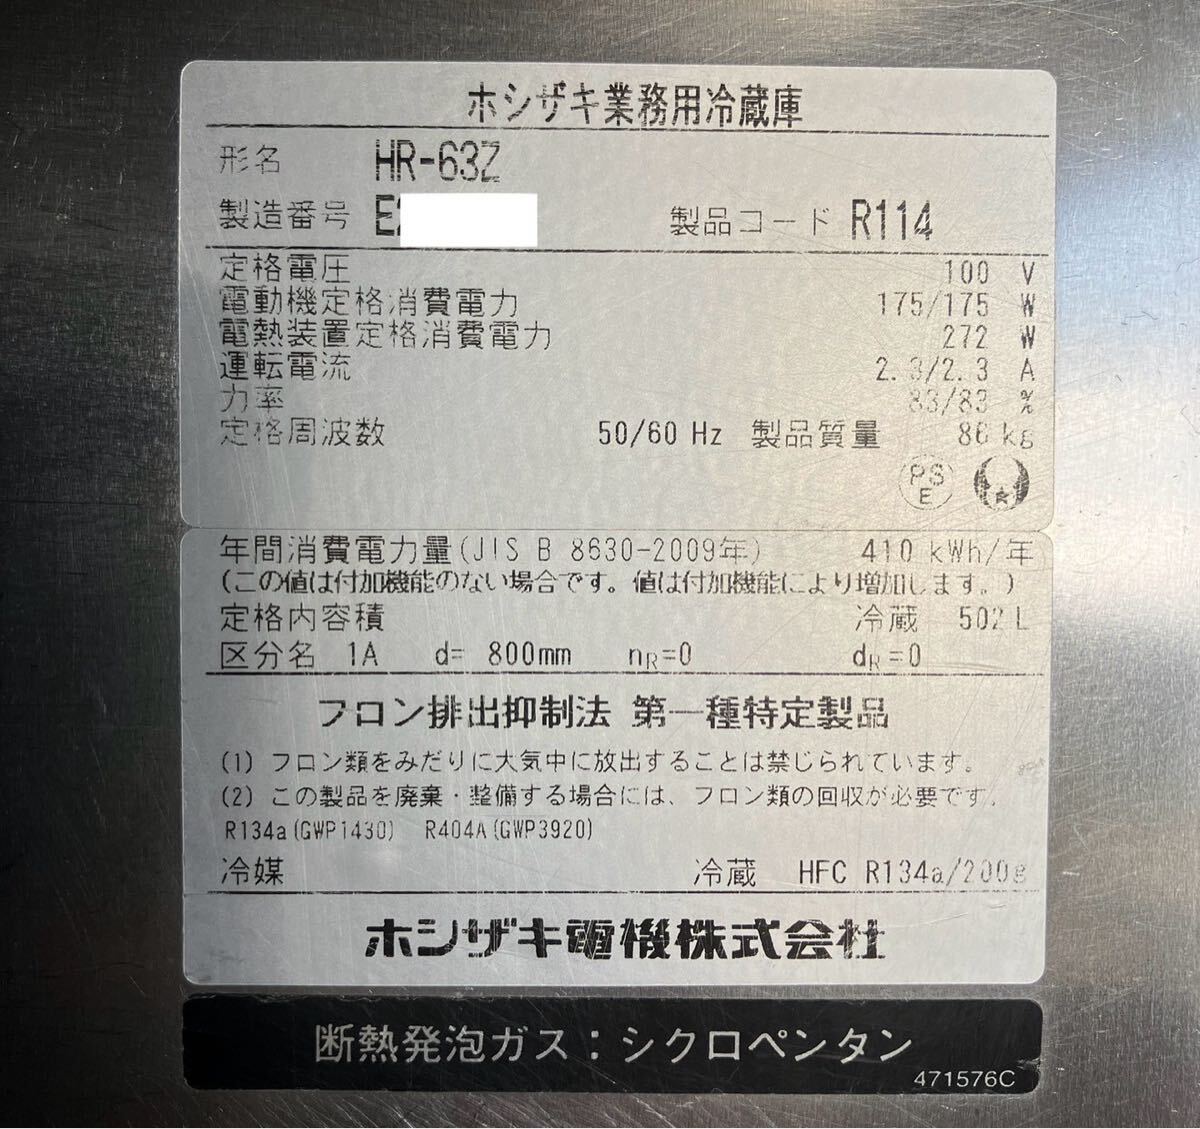 ホシザキ業務用冷蔵庫
形名 HR-63Z
製造番号 E2 製品コード R114
定格電圧 100 V
電動機定格消費電力 175/175 W
電熱装置定格消費電力 272 W
運転電流 2.3/2.3 A
力率 83/83 %
定格周波数 50/60 Hz 製品質量 86 kg
PS E
年間消費電力量(JIS B 8630-2009年) 410 kWh/年
(この値は付加機能のない場合です。値は付加機能により増加します。)
定格内容積 冷蔵 502 L
区分名 1A d= 800mm nR=0 dR=0
フロン排出抑制法 第一種特定製品
(1) フロン類をみだりに大気中に放出することは禁じられています。
(2) この製品を廃棄・整備する場合には、フロン類の回収が必要です。
R134a(GWP1430) R404A(GWP3920)
冷媒 冷蔵 HFC R134a/200g
ホシザキ電機株式会社
断熱発泡ガス：シクロペンタン
471576C